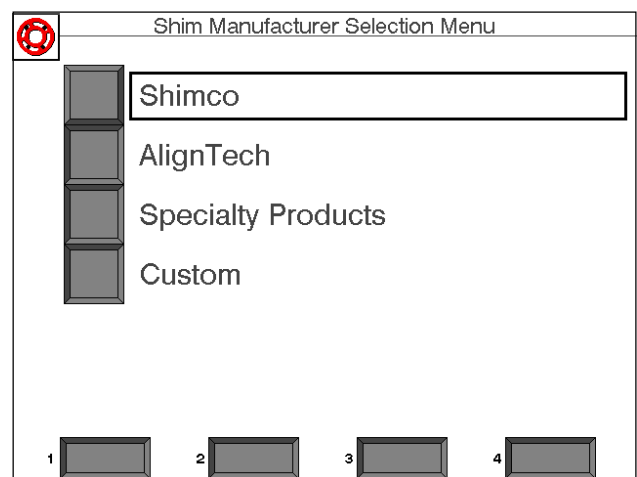 Shim Manufacturer Selection Menu
Shimco
AlignTech
Specialty Products
Custom
1 2 3 4